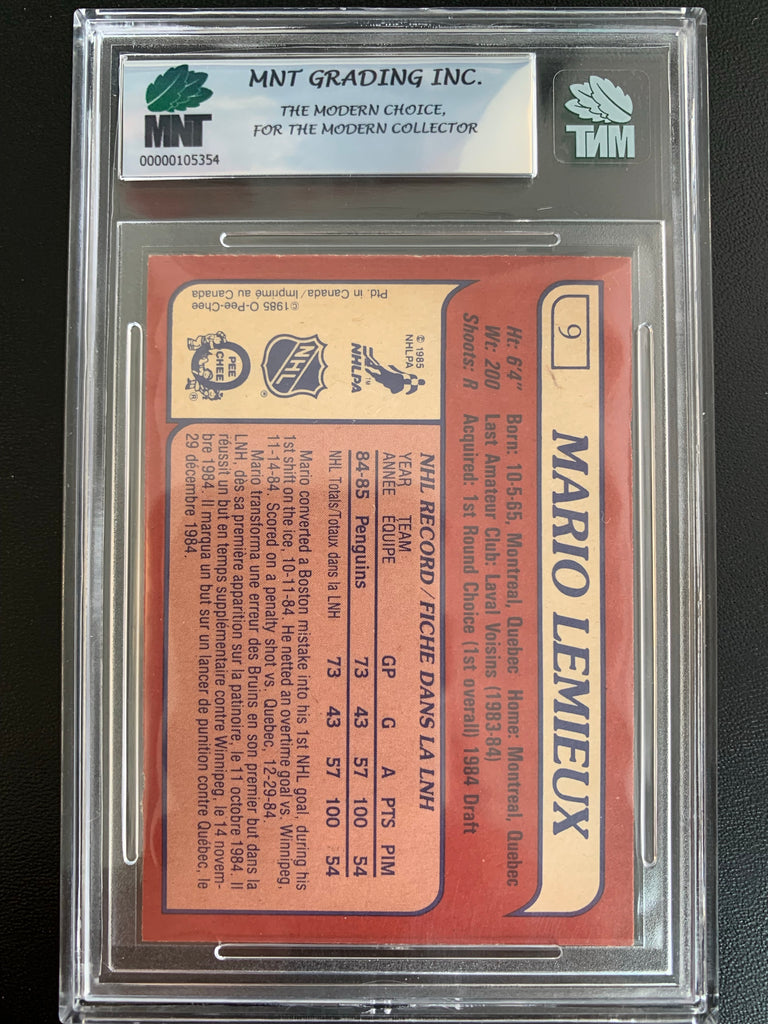 MNT GRADING INC.
THE MODERN CHOICE,
FOR THE MODERN COLLECTOR
MNT
00000105354
MNT
9
MARIO LEMIEUX
Ht: 6'4" Born: 10-5-65, Montreal, Quebec Home: Montreal, Quebec
Wt: 200 Last Amateur Club: Laval Voisins (1983-84)
Shoots: R Acquired: 1st Round Choice (1st overall) 1984 Draft
© 1985
NHLPA
NHLPA™
NHL
®
O
PEE
CHEE
©1985 O-Pee-Chee
Ptd. in Canada/Imprimé au Canada
NHL RECORD/FICHE DANS LA LNH
YEAR TEAM
ANNÉE ÉQUIPE GP G A PTS PIM
84-85 Penguins 73 43 57 100 54
NHL Totals/Totaux dans la LNH 73 43 57 100 54
Mario converted a Boston mistake into his 1st NHL goal, during his
1st shift on the ice, 10-11-84. He netted an overtime goal vs. Winnipeg,
11-14-84. Scored on a penalty shot vs. Quebec, 12-29-84.
Mario transforma une erreur des Bruins en son premier but dans la
LNH, dès sa première apparition sur la patinoire, le 11 octobre 1984. Il
réussit un but en temps supplémentaire contre Winnipeg, le 14 novem-
bre 1984. Il marqua un but sur un lancer de punition contre Québec, le
29 décembre 1984.